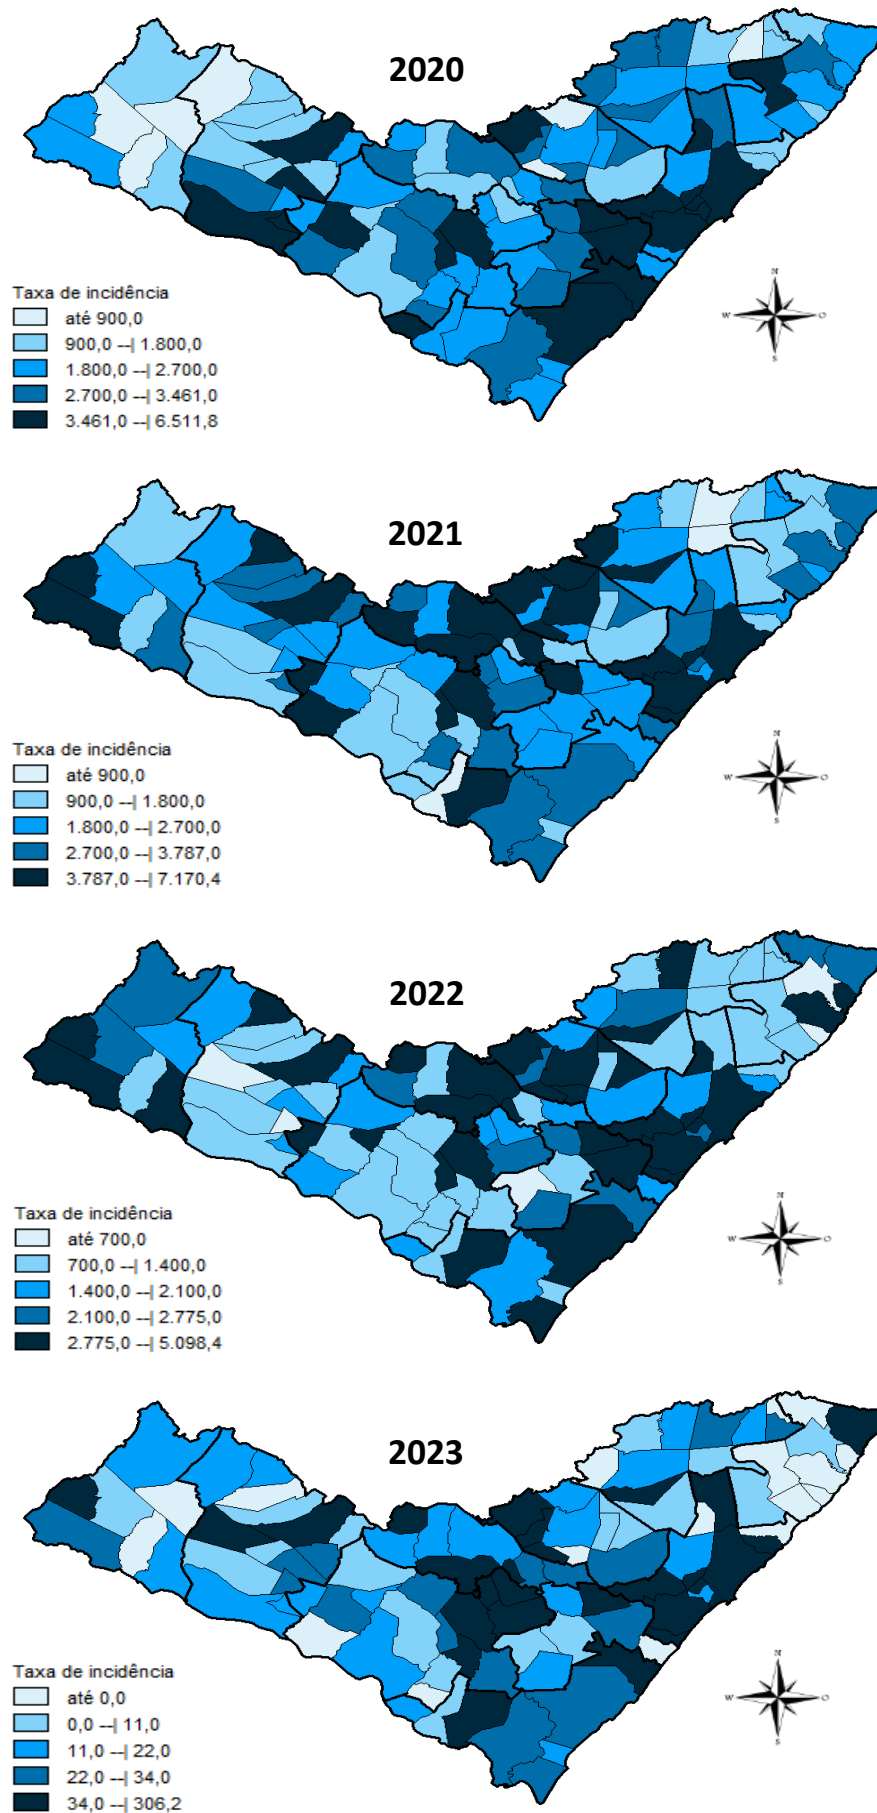 2020
Taxa de incidência
até 900,0
900,0 --| 1.800,0
1.800,0 --| 2.700,0
2.700,0 --| 3.461,0
3.461,0 --| 6.511,8
N
W
O
S
2021
Taxa de incidência
até 900,0
900,0 --| 1.800,0
1.800,0 --| 2.700,0
2.700,0 --| 3.787,0
3.787,0 --| 7.170,4
N
W
O
S
2022
Taxa de incidência
até 700,0
700,0 --| 1.400,0
1.400,0 --| 2.100,0
2.100,0 --| 2.775,0
2.775,0 --| 5.098,4
N
W
O
S
2023
Taxa de incidência
até 0,0
0,0 --| 11,0
11,0 --| 22,0
22,0 --| 34,0
34,0 --| 306,2
N
W
O
S